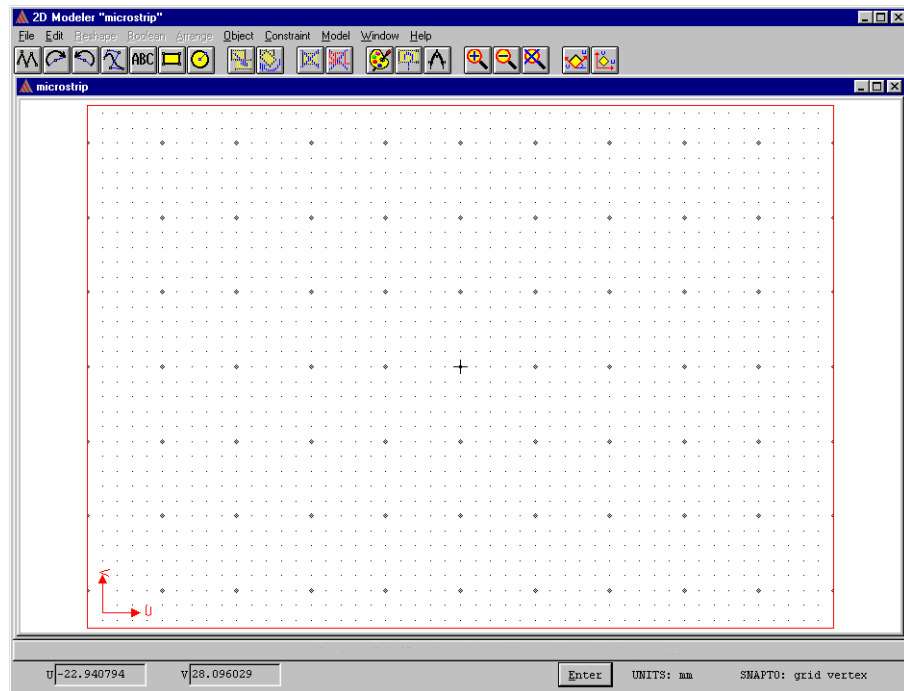 2D Modeler "microstrip"
File Edit Reshape Boolean Arrange Object Constraint Model Window Help
ABC
microstrip
V
U
U -22.940794 V 28.096029 Enter UNITS: mm SNAPTO: grid vertex